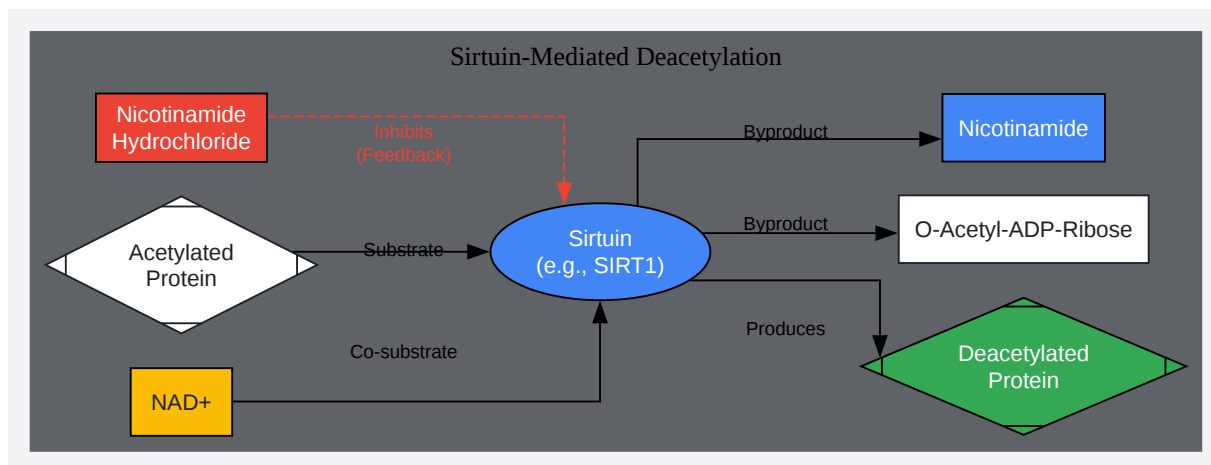 Sirtuin-Mediated Deacetylation
Nicotinamide
Hydrochloride
Inhibits
(Feedback)
Byproduct
Nicotinamide
Acetylated
Protein
Substrate
Sirtuin
(e.g., SIRT1)
Byproduct
O-Acetyl-ADP-Ribose
NAD+
Co-substrate
Produces
Deacetylated
Protein